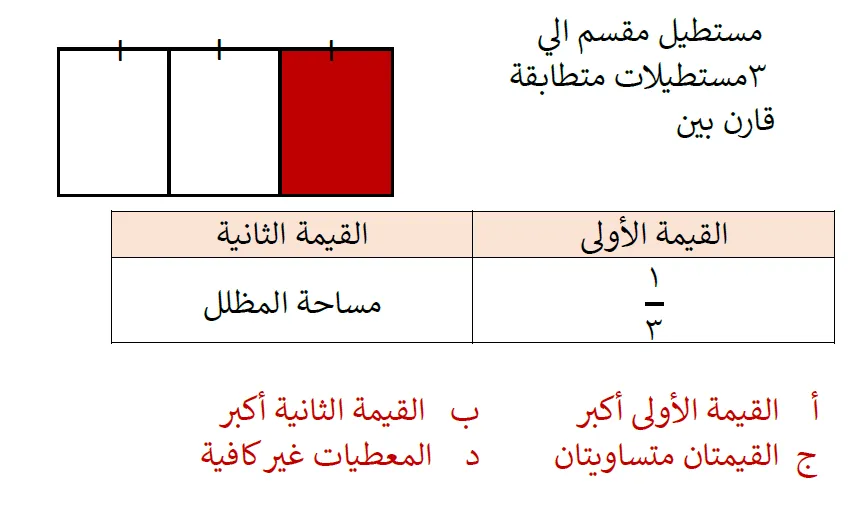 مستطيل مقسم الي
٣مستطيلات متطابقة
قارن بين
القيمة الأولى القيمة الثانية
١
٣
مساحة المظلل
أ القيمة الأولى أكبر ب القيمة الثانية أكبر
ج القيمتان متساويتان د المعطيات غير كافية